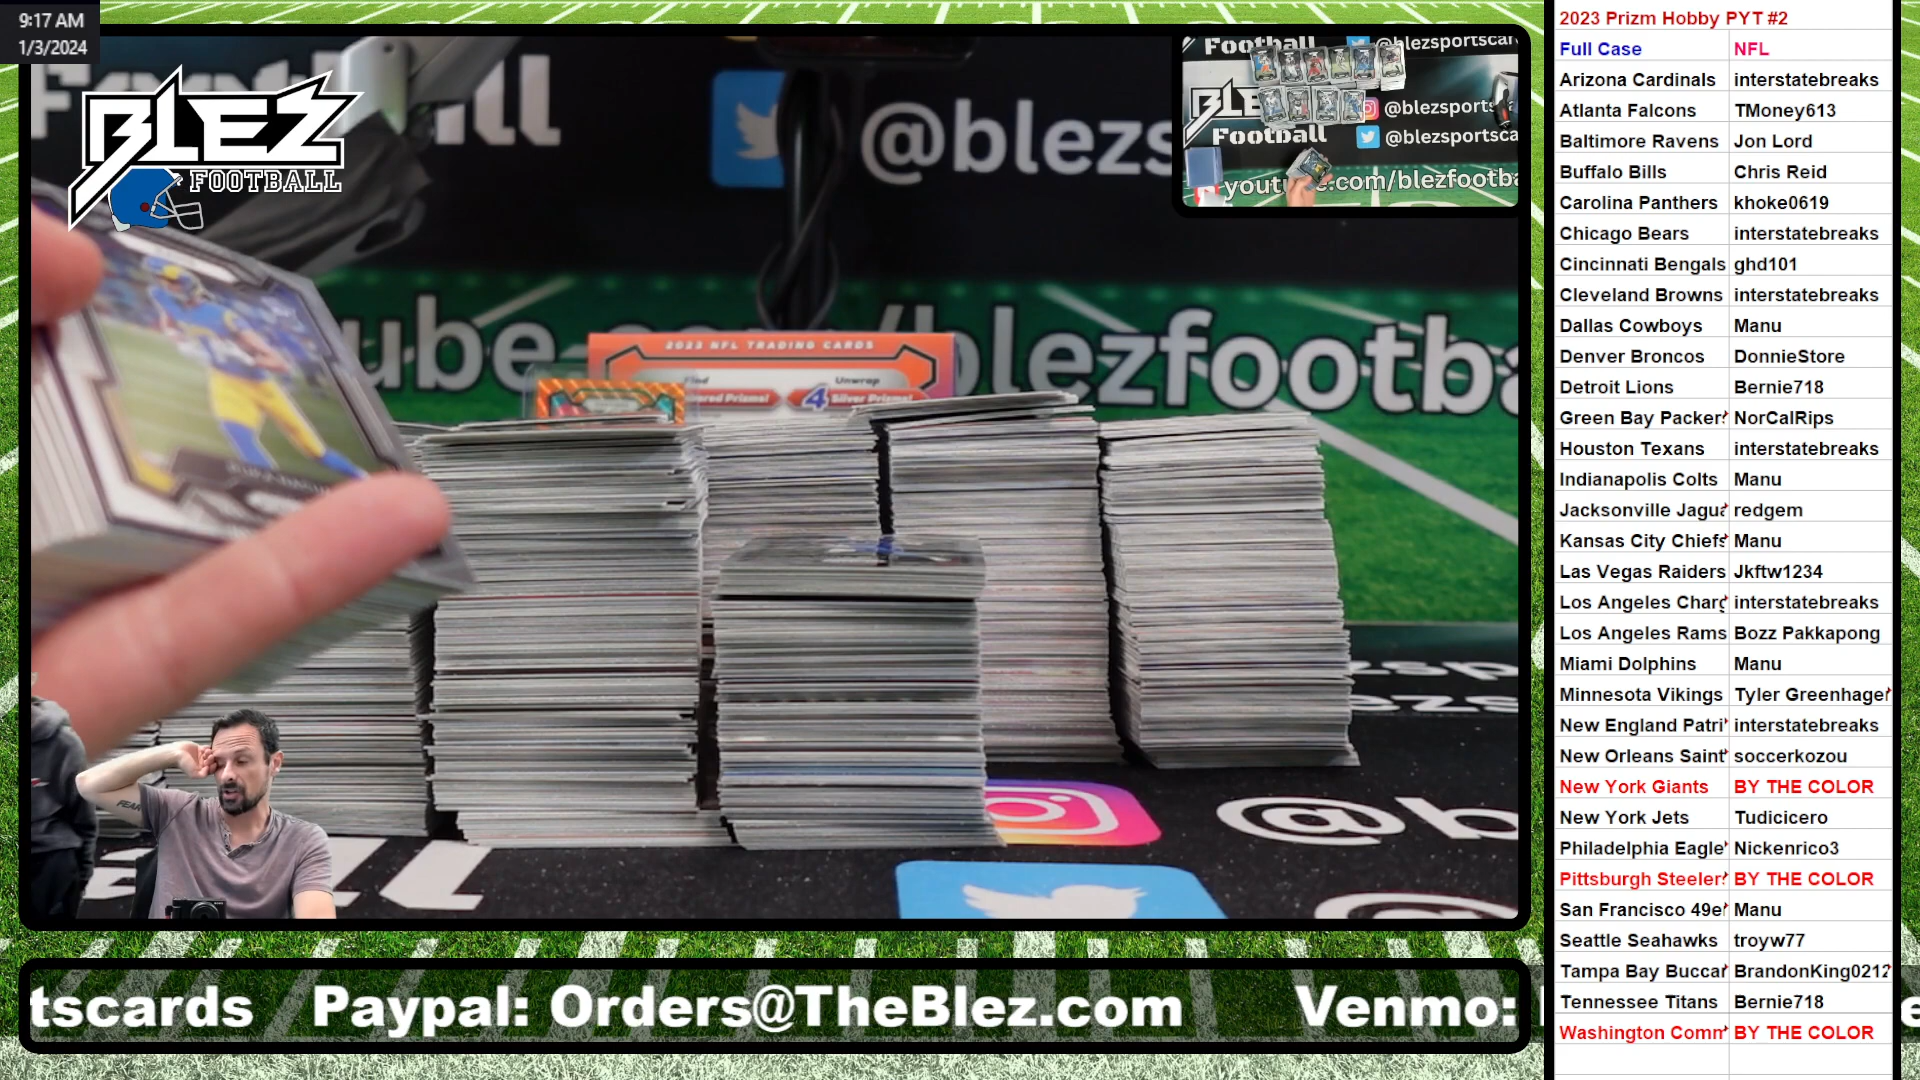 9:17 AM
1/3/2024
BLEZ
FOOTBALL
@blezs
ube.com/blezfootba
2023 NFL TRADING CARDS
Find
Unwrap
4 Silver Prizms!
@b
Football
@blezsportscar
BLE
@blezsports
Football
@blezsportsca
youtube.com/blezfootba
tscards Paypal: Orders@TheBlez.com Venmo:
2023 Prizm Hobby PYT #2
Full Case NFL
Arizona Cardinals interstatebreaks
Atlanta Falcons TMoney613
Baltimore Ravens Jon Lord
Buffalo Bills Chris Reid
Carolina Panthers khoke0619
Chicago Bears interstatebreaks
Cincinnati Bengals ghd101
Cleveland Browns interstatebreaks
Dallas Cowboys Manu
Denver Broncos DonnieStore
Detroit Lions Bernie718
Green Bay Packer NorCalRips
Houston Texans interstatebreaks
Indianapolis Colts Manu
Jacksonville Jagua redgem
Kansas City Chiefs Manu
Las Vegas Raiders Jkftw1234
Los Angeles Charg interstatebreaks
Los Angeles Rams Bozz Pakkapong
Miami Dolphins Manu
Minnesota Vikings Tyler Greenhager
New England Patri interstatebreaks
New Orleans Saint soccerkozou
New York Giants BY THE COLOR
New York Jets Tudicicero
Philadelphia Eagle Nickenrico3
Pittsburgh Steeler BY THE COLOR
San Francisco 49e Manu
Seattle Seahawks troyw77
Tampa Bay Buccar BrandonKing0212
Tennessee Titans Bernie718
Washington Comm BY THE COLOR